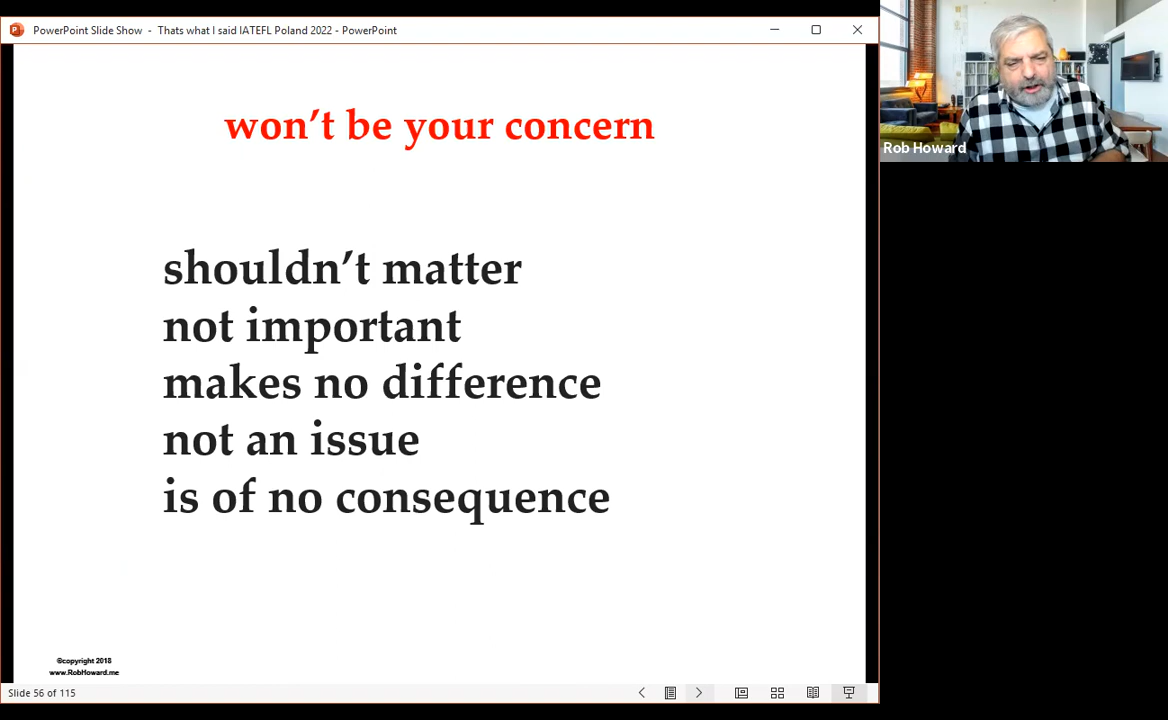 PowerPoint Slide Show - Thats what I said IATEFL Poland 2022 - PowerPoint
won't be your concern
shouldn't matter
not important
makes no difference
not an issue
is of no consequence
©copyright 2018
www.RobHoward.me
Slide 56 of 115
Rob Howard